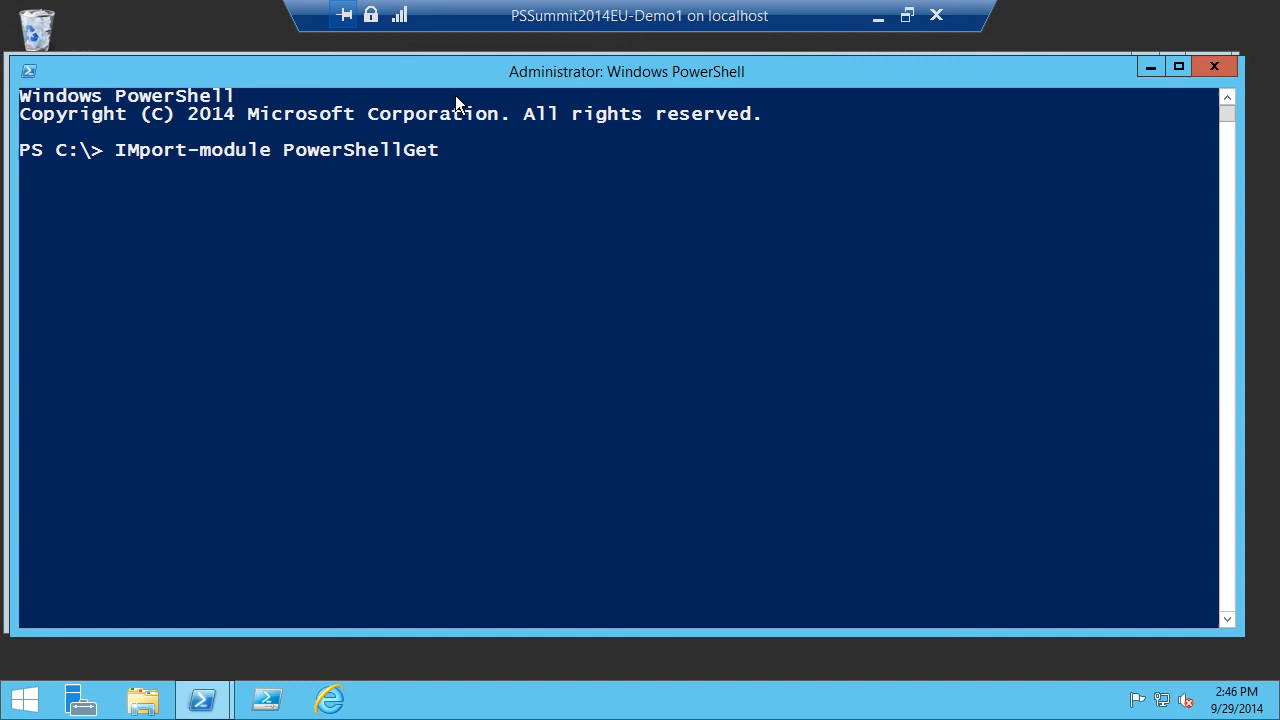 PSSummit2014EU-Demo1 on localhost
Administrator: Windows PowerShell
Windows PowerShell
Copyright (C) 2014 Microsoft Corporation. All rights reserved.
PS C:\> IMport-module PowerShellGet
2:46 PM
9/29/2014